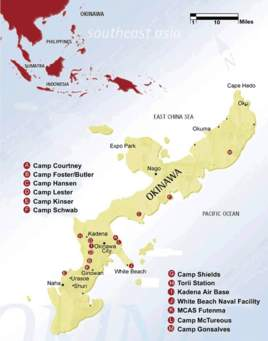 OKINAWA
PHILIPPINES
southeast asia
SUMATRA
INDONESIA
1 10 Miles
Cape Hedo
Oku
EAST CHINA SEA
Okuma
Expo Park
M
A Camp Courtney
B Camp Foster/Butler
C Camp Hansen
D Camp Lester
E Camp Kinser
F Camp Schwab
Nago
OKINAWA
F
C
PACIFIC OCEAN
Kadena
Okinawa City
White Beach
Ginowan
Urasoe
Naha
Shuri
G Camp Shields
H Torii Station
I Kadena Air Base
J White Beach Naval Facility
K MCAS Futenma
L Camp McTureous
M Camp Gonsalves